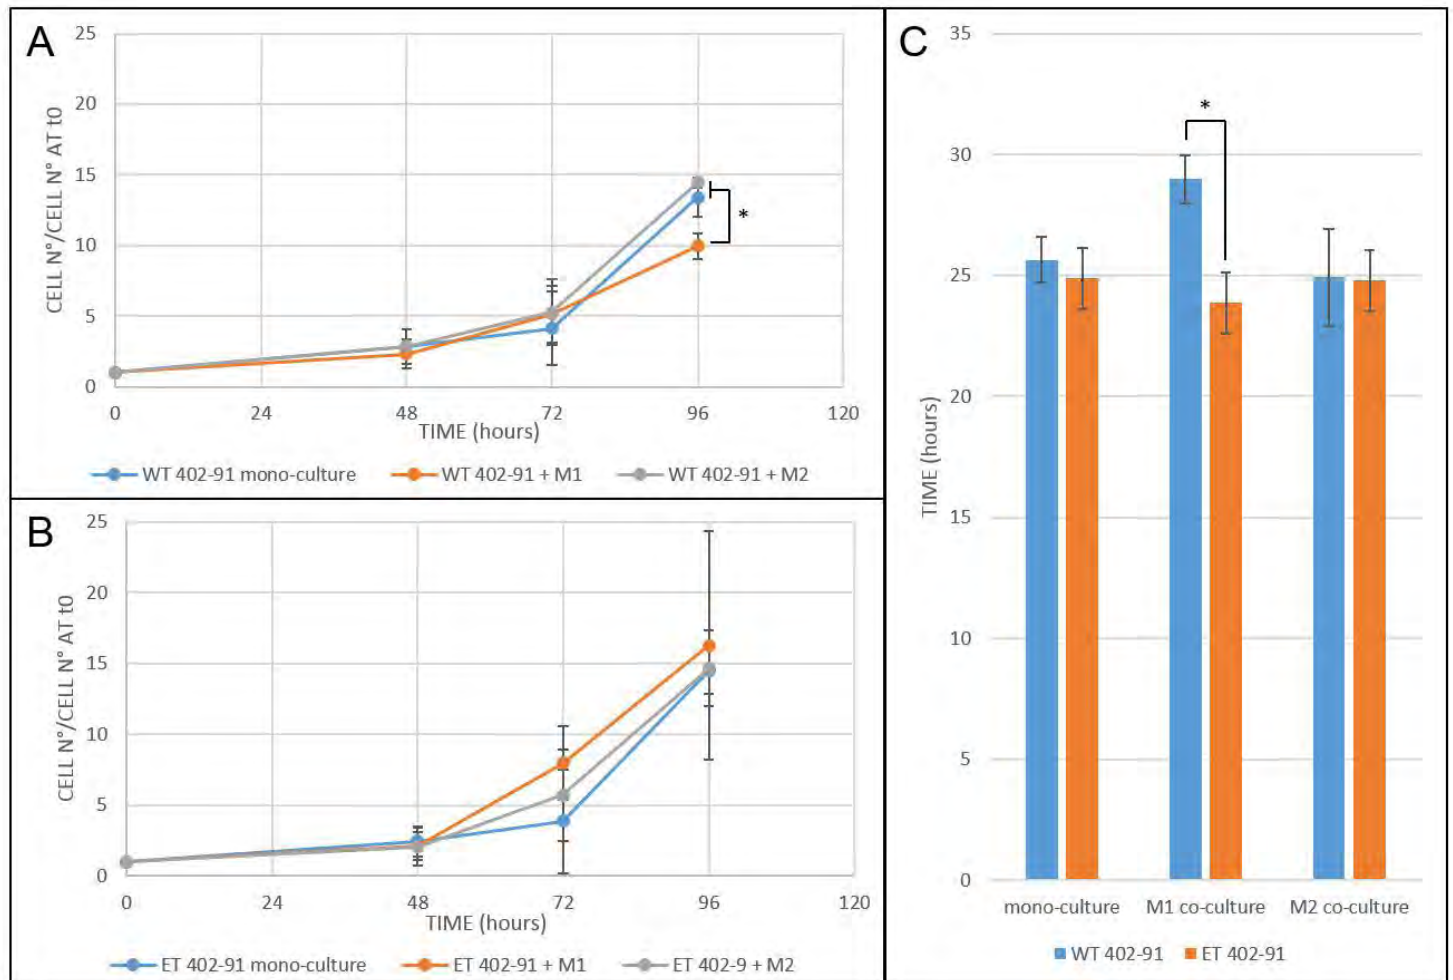 A
25
20
15
10
5
0
CELL N°/CELL N° AT t0
*
0 24 48 72 96 120
TIME (hours)
WT 402-91 mono-culture WT 402-91 + M1 WT 402-91 + M2
B
25
20
15
10
5
0
CELL N°/CELL N° AT t0
0 24 48 72 96 120
TIME (hours)
ET 402-91 mono-culture ET 402-91 + M1 ET 402-9 + M2
C
35
30
25
20
15
10
5
0
TIME (hours)
*
mono-culture M1 co-culture M2 co-culture
WT 402-91 ET 402-91